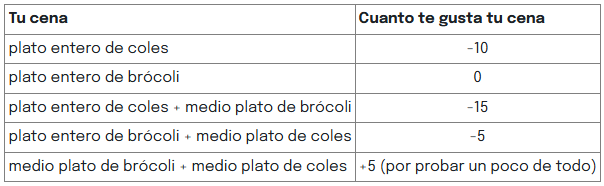 Tu cena Cuanto te gusta tu cena
plato entero de coles -10
plato entero de brócoli 0
plato entero de coles + medio plato de brócoli -15
plato entero de brócoli + medio plato de coles -5
medio plato de brócoli + medio plato de coles +5 (por probar un poco de todo)